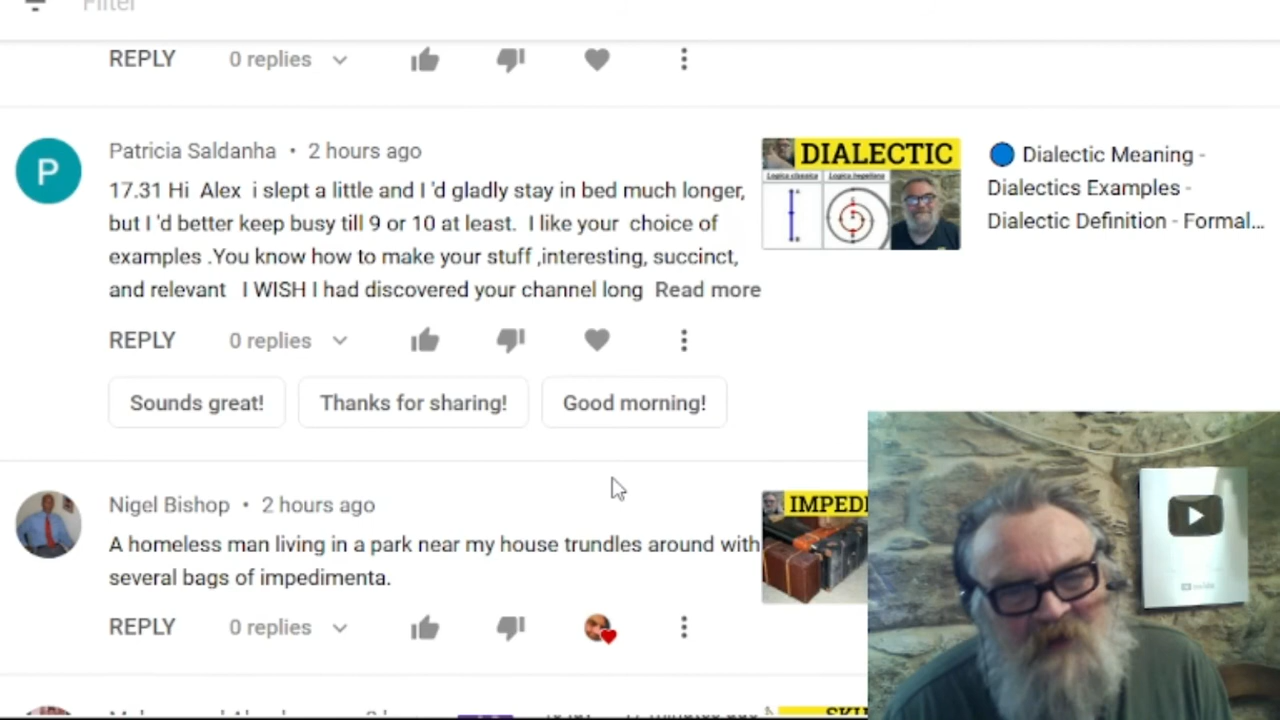 Filter
REPLY 0 replies
Patricia Saldanha • 2 hours ago
17.31 Hi Alex i slept a little and I 'd gladly stay in bed much longer,
but I 'd better keep busy till 9 or 10 at least. I like your choice of
examples .You know how to make your stuff ,interesting, succinct,
and relevant I WISH I had discovered your channel long Read more
DIALECTIC
Logica classica Logica hegeliana
Dialectic Meaning -
Dialectics Examples -
Dialectic Definition - Formal...
REPLY 0 replies
Sounds great! Thanks for sharing! Good morning!
Nigel Bishop • 2 hours ago
A homeless man living in a park near my house trundles around with
several bags of impedimenta.
IMPEDI
REPLY 0 replies